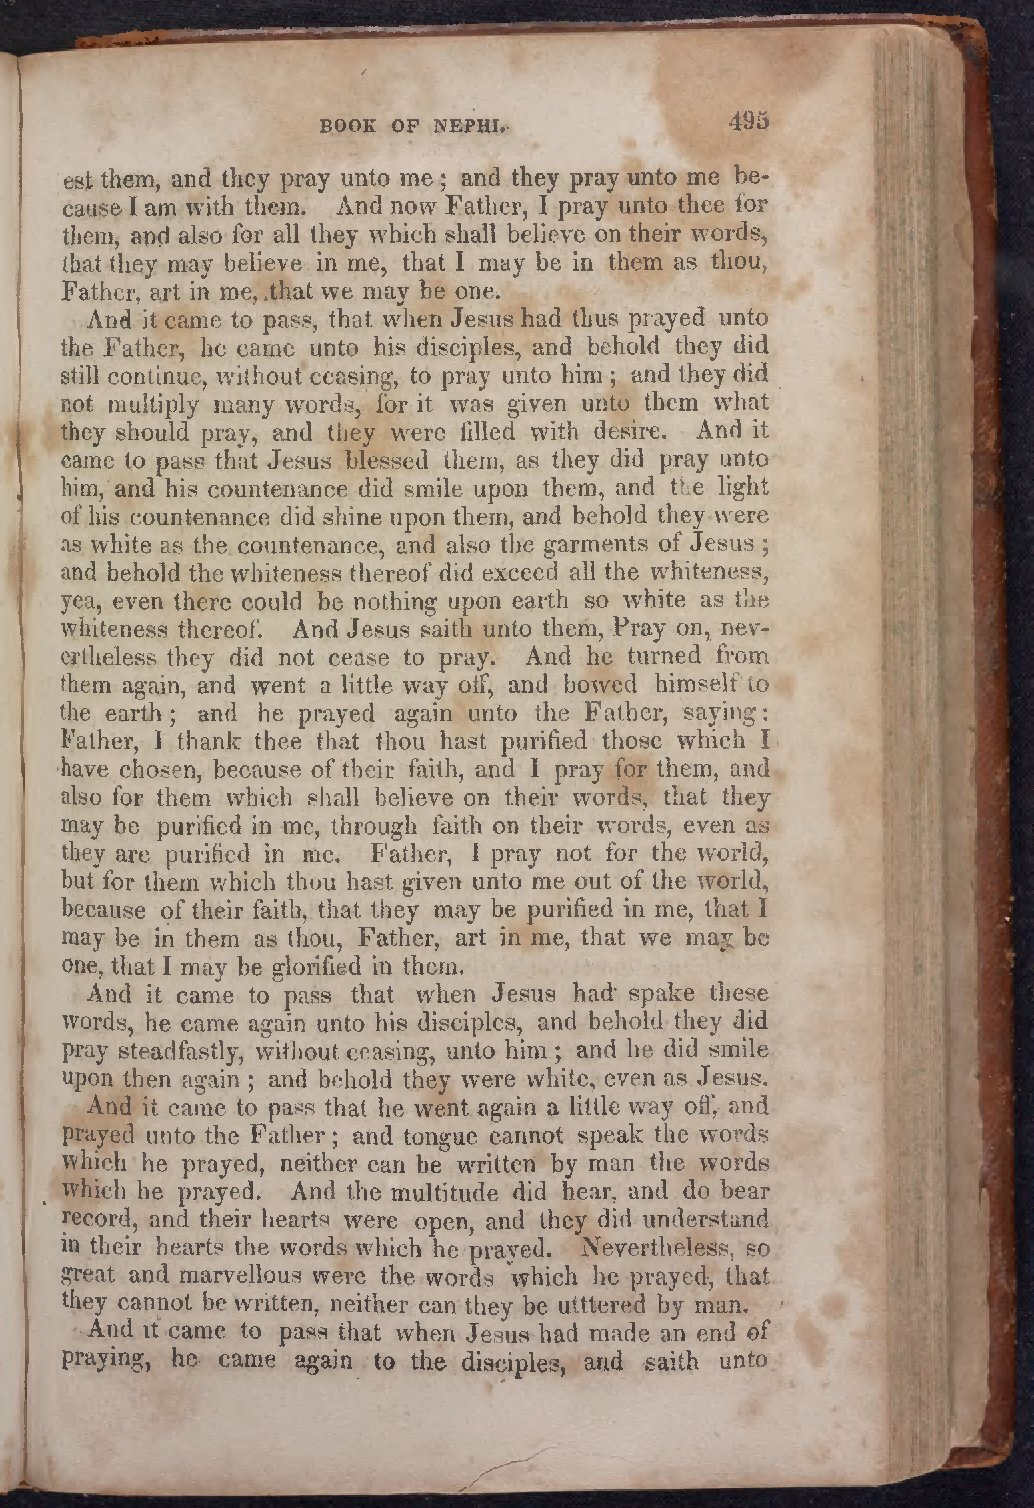 BOOK OF NEPHI. 495
est them, and they pray unto me; and they pray unto me be-
cause I am with them. And now Father, I pray unto thee for
them, and also for all they which shall believe on their words,
that they may believe in me, that I may be in them as thou,
Father, art in me, that we may be one.
And it came to pass, that when Jesus had thus prayed unto
the Father, he came unto his disciples, and behold they did
still continue, without ceasing, to pray unto him; and they did
not multiply many words, for it was given unto them what
they should pray, and they were filled with desire. And it
came to pass that Jesus blessed them, as they did pray unto
him, and his countenance did smile upon them, and the light
of his countenance did shine upon them, and behold they were
as white as the countenance, and also the garments of Jesus;
and behold the whiteness thereof did exceed all the whiteness,
yea, even there could be nothing upon earth so white as the
whiteness thereof. And Jesus saith unto them, Pray on, nev-
ertheless they did not cease to pray. And he turned from
them again, and went a little way off, and bowed himself to
the earth; and he prayed again unto the Father, saying:
Father, I thank thee that thou hast purified those which I
have chosen, because of their faith, and I pray for them, and
also for them which shall believe on their words, that they
may be purified in me, through faith on their words, even as
they are purified in me. Father, I pray not for the world,
but for them which thou hast given unto me out of the world,
because of their faith, that they may be purified in me, that I
may be in them as thou, Father, art in me, that we may be
one, that I may be glorified in them.
And it came to pass that when Jesus had spake these
words, he came again unto his disciples, and behold they did
pray steadfastly, without ceasing, unto him; and he did smile
upon then again; and behold they were white, even as Jesus.
And it came to pass that he went again a little way off, and
prayed unto the Father; and tongue cannot speak the words
which he prayed, neither can be written by man the words
which he prayed. And the multitude did hear, and do bear
record, and their hearts were open, and they did understand
in their hearts the words which he prayed. Nevertheless, so
great and marvellous were the words which he prayed, that
they cannot be written, neither can they be utttered by man.
And it came to pass that when Jesus had made an end of
praying, he came again to the disciples, and saith unto